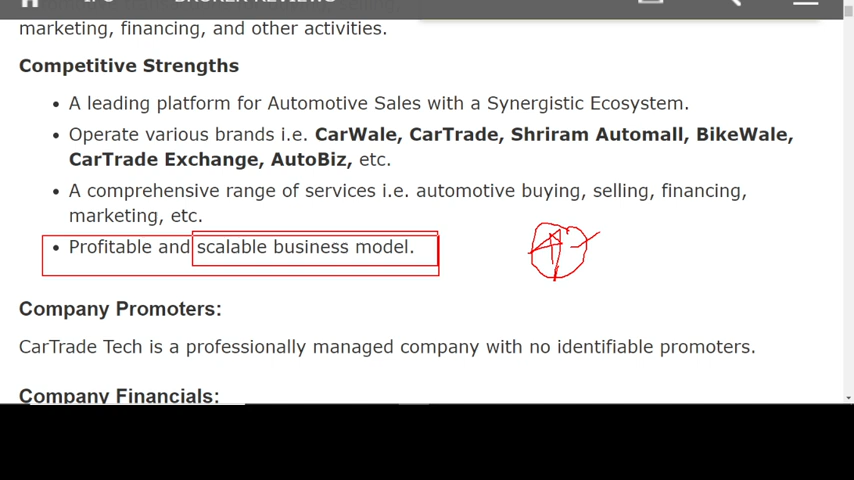 marketing, financing, and other activities.
Competitive Strengths
• A leading platform for Automotive Sales with a Synergistic Ecosystem.
• Operate various brands i.e. CarWale, CarTrade, Shriram Automall, BikeWale,
CarTrade Exchange, AutoBiz, etc.
• A comprehensive range of services i.e. automotive buying, selling, financing,
marketing, etc.
• Profitable and scalable business model.
Company Promoters:
CarTrade Tech is a professionally managed company with no identifiable promoters.
Company Financials: